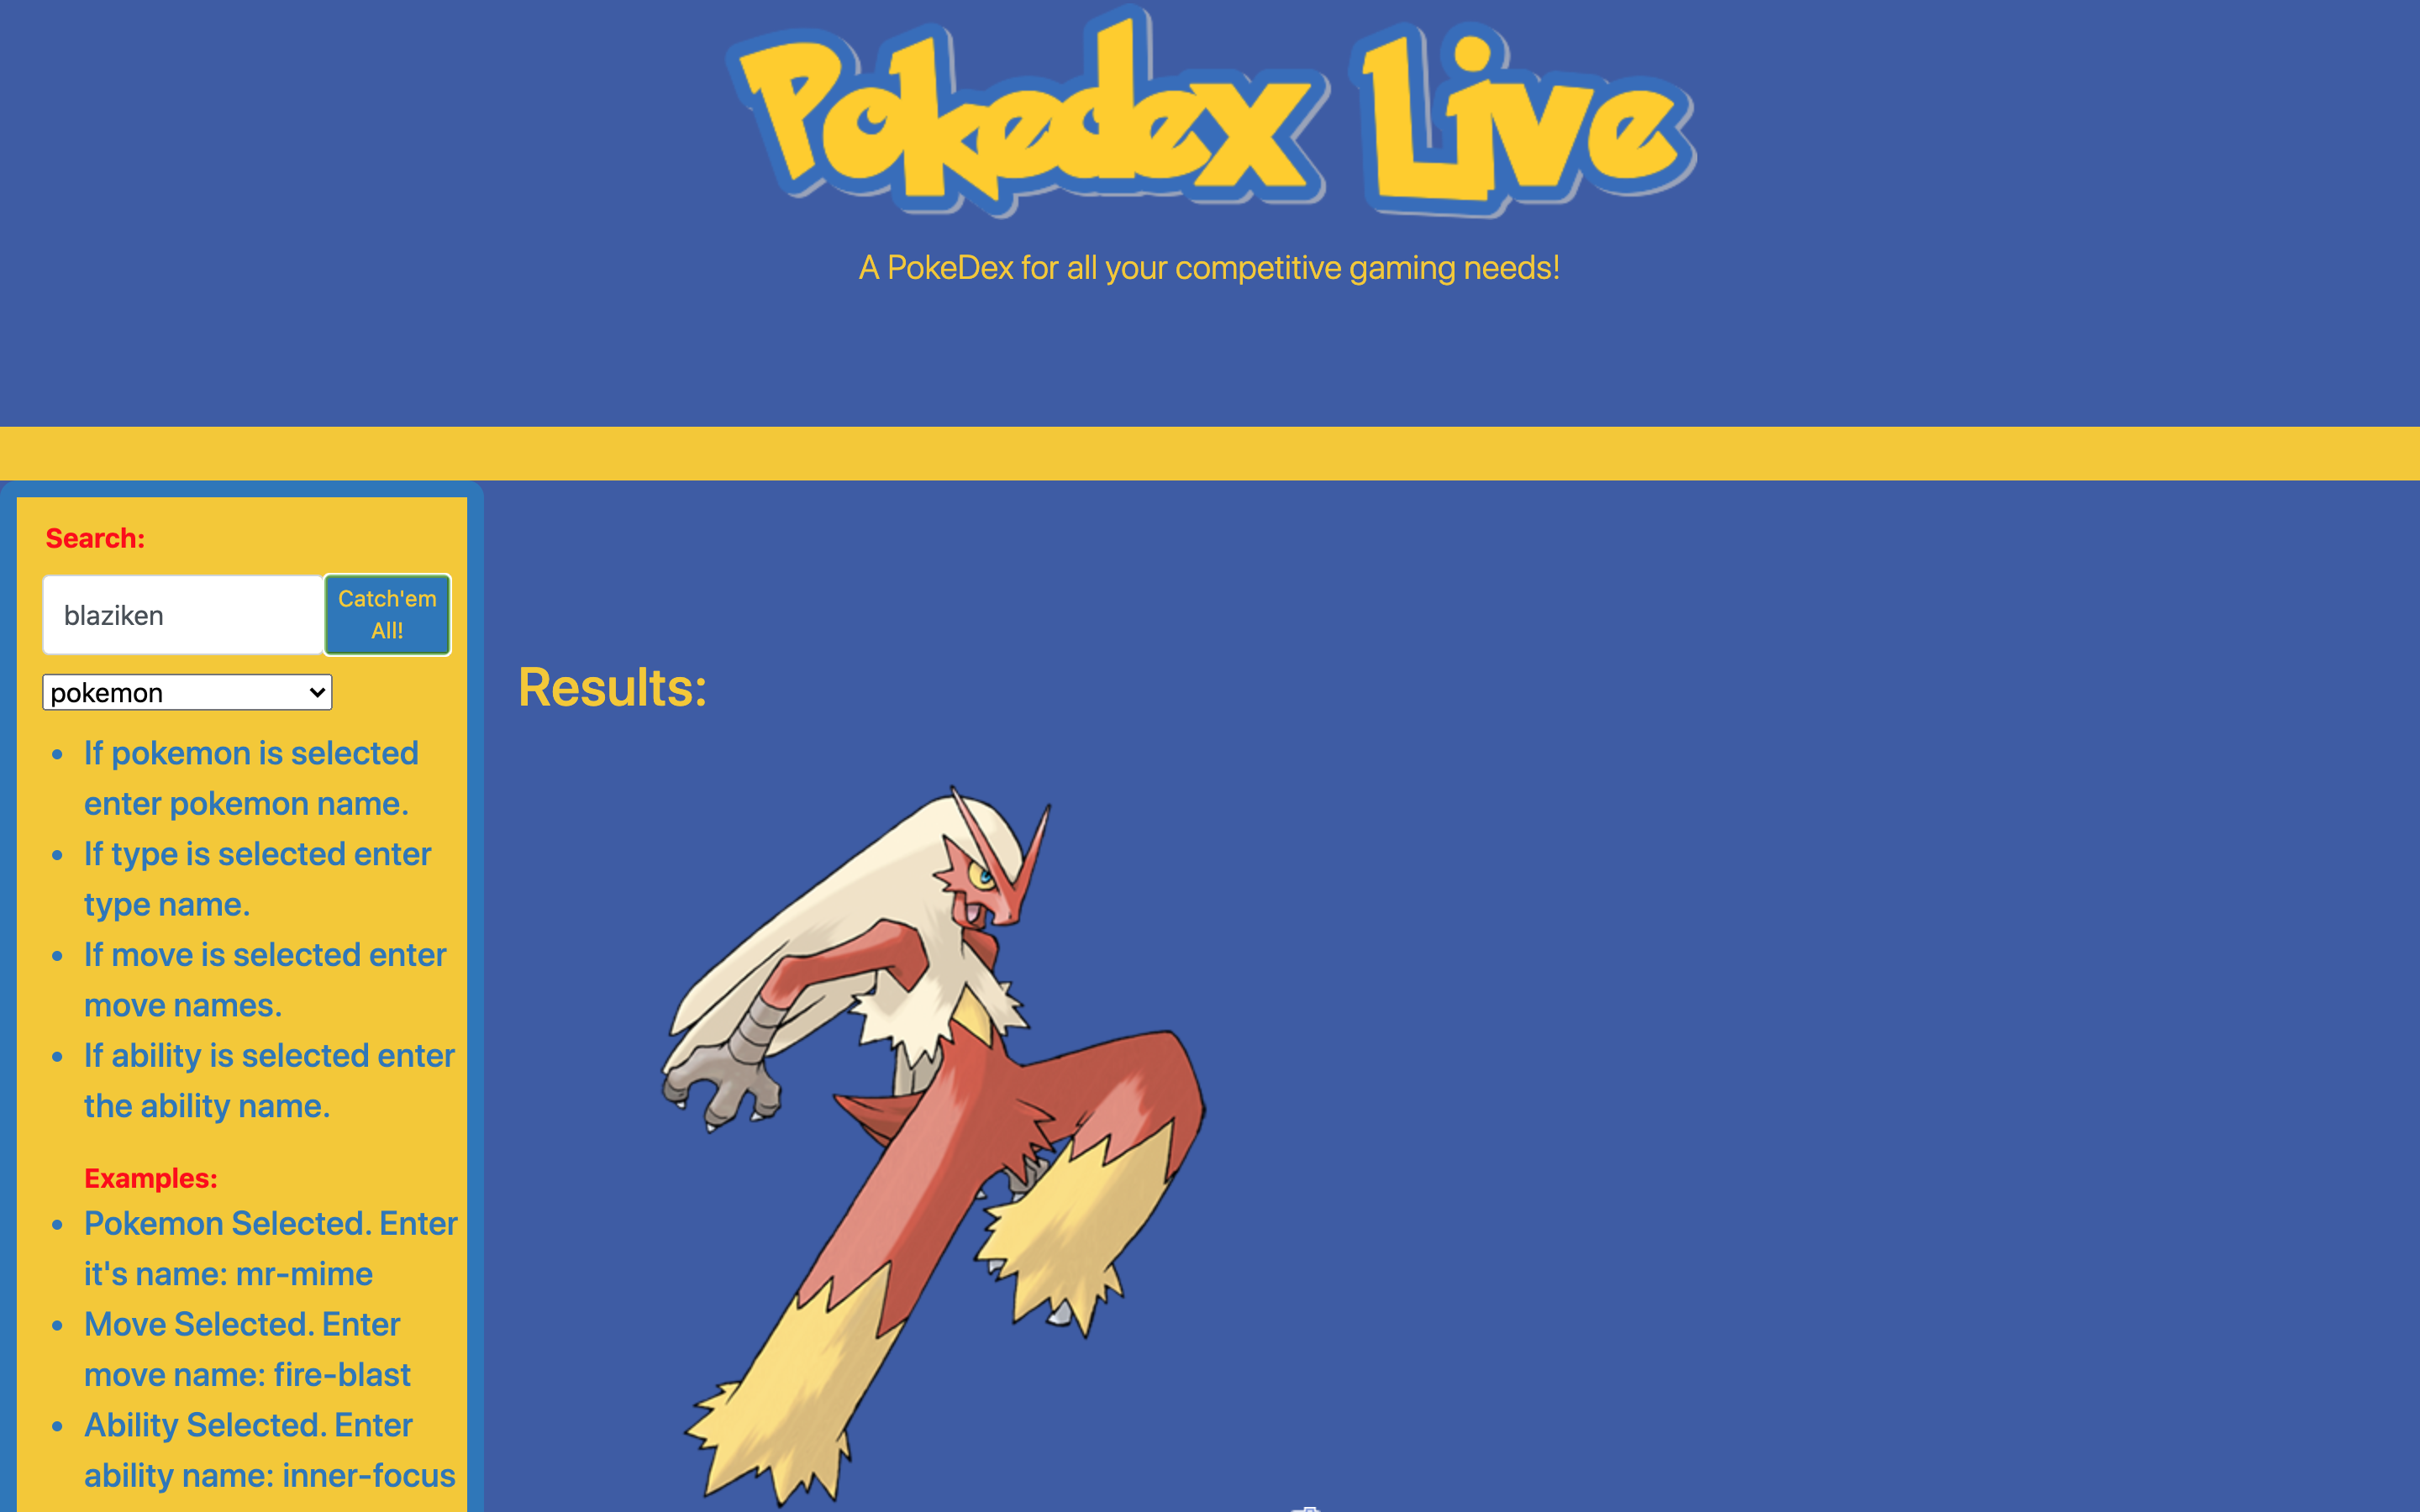 Pokedex Live
A PokeDex for all your competitive gaming needs!
Search:
blaziken
Catch'em
All!
pokemon
Results:
If pokemon is selected
enter pokemon name.
If type is selected enter
type name.
If move is selected enter
move names.
If ability is selected enter
the ability name.
Examples:
Pokemon Selected. Enter
it's name: mr-mime
Move Selected. Enter
move name: fire-blast
Ability Selected. Enter
ability name: inner-focus